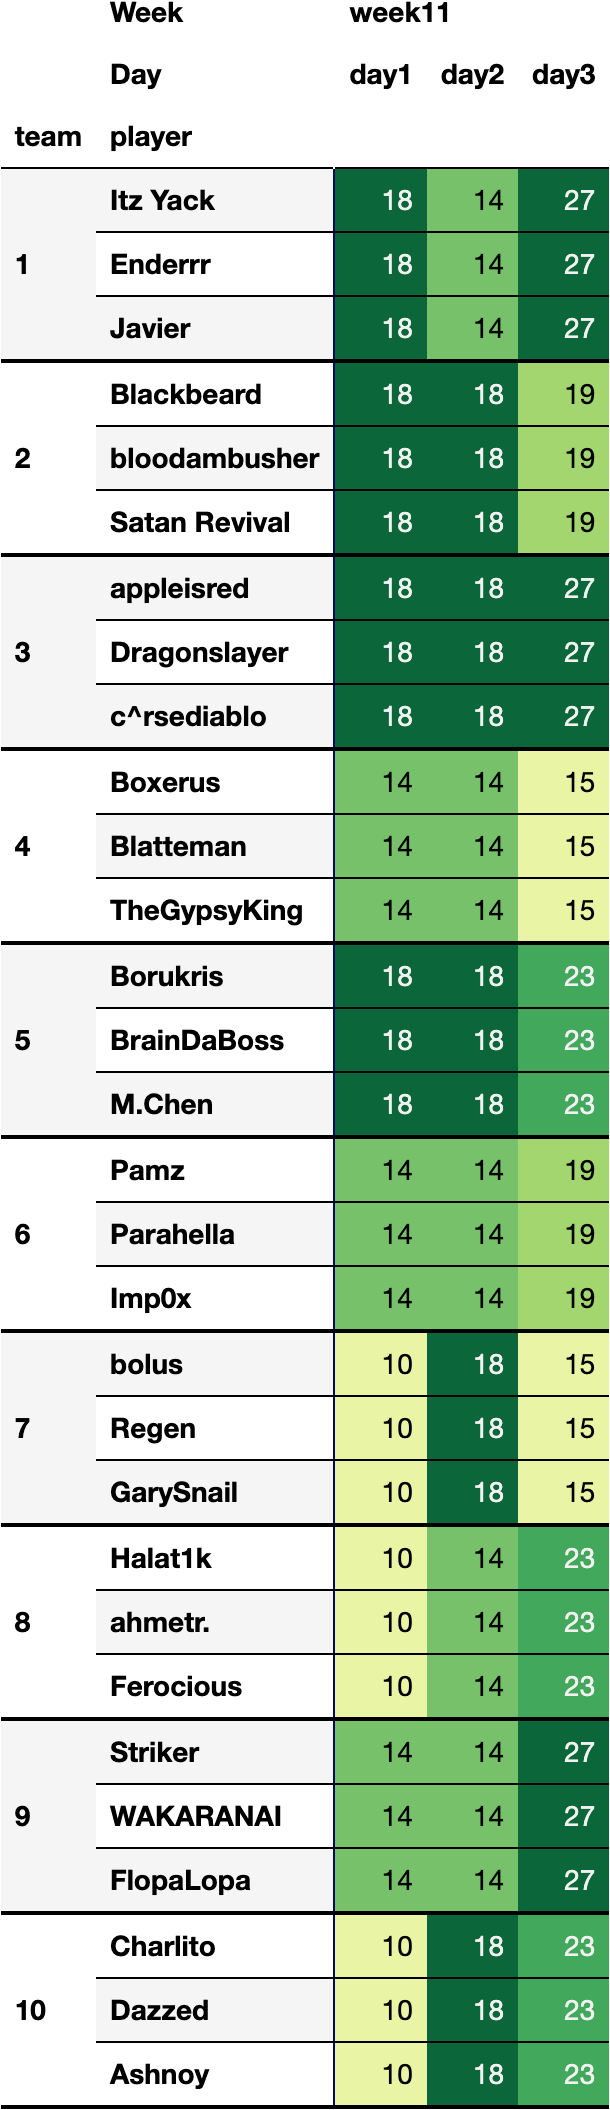 Week week11
Day day1 day2 day3
team player
Itz Yack 18 14 27
1 Enderrr 18 14 27
Javier 18 14 27
Blackbeard 18 18 19
2 bloodambusher 18 18 19
Satan Revival 18 18 19
appleisred 18 18 27
3 Dragonslayer 18 18 27
c^rsediablo 18 18 27
Boxerus 14 14 15
4 Blatteman 14 14 15
TheGypsyKing 14 14 15
Borukris 18 18 23
5 BrainDaBoss 18 18 23
M.Chen 18 18 23
Pamz 14 14 19
6 Parahella 14 14 19
Imp0x 14 14 19
bolus 10 18 15
7 Regen 10 18 15
GarySnail 10 18 15
Halat1k 10 14 23
8 ahmetr. 10 14 23
Ferocious 10 14 23
Striker 14 14 27
9 WAKARANAI 14 14 27
FlopaLopa 14 14 27
Charlito 10 18 23
10 Dazzed 10 18 23
Ashnoy 10 18 23